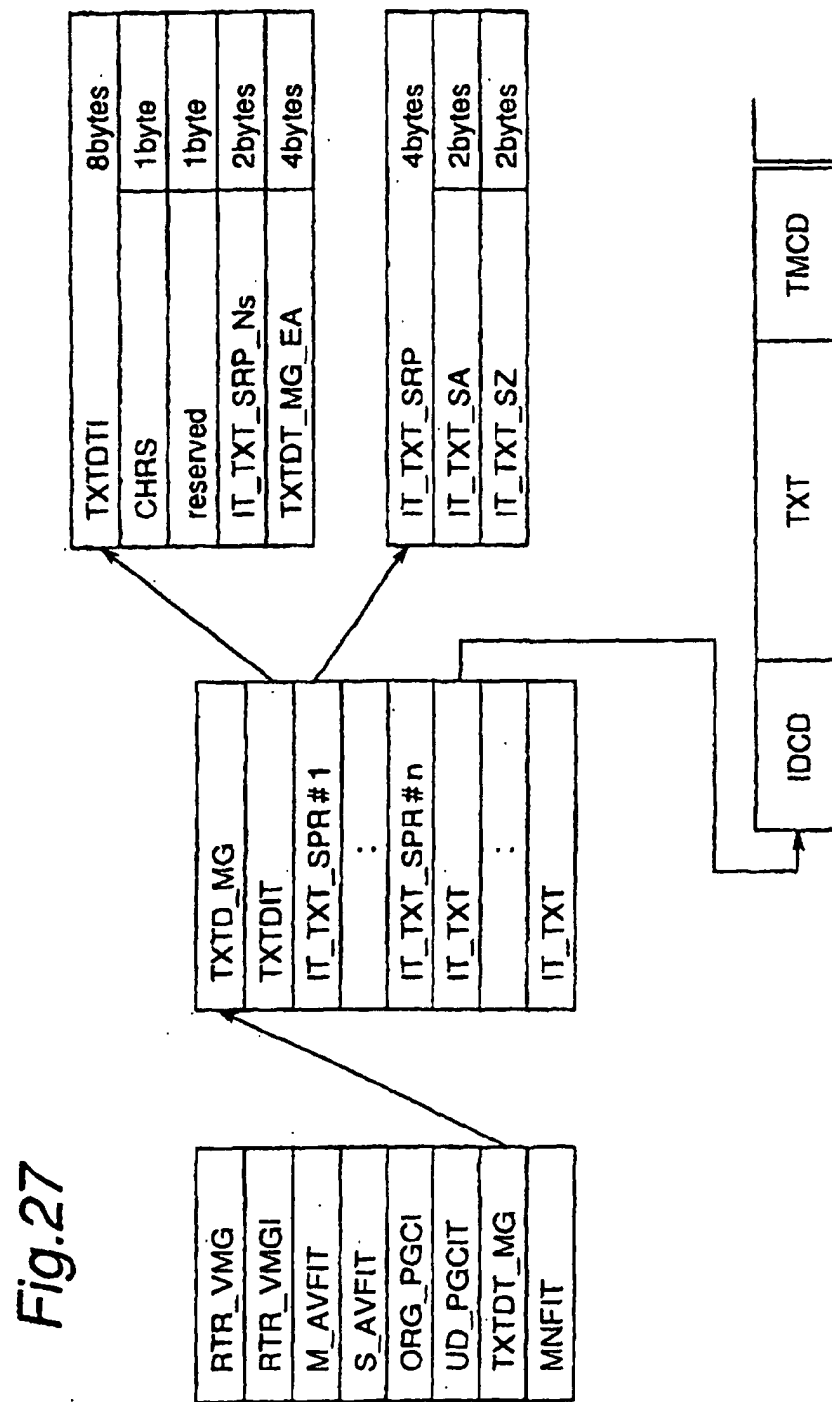 Fig.27
RTR_VMG
RTR_VMGI
M_AVFIT
S_AVFIT
ORG_PGCI
UD_PGCIT
TXTDT_MG
MNFIT
TXTD_MG
TXTDIT
IT_TXT_SPR#1
:
IT_TXT_SPR#n
IT_TXT
:
IT_TXT
TXTDTI 8bytes
CHRS 1byte
reserved 1byte
IT_TXT_SRP_Ns 2bytes
TXTDT_MG_EA 4bytes
IT_TXT_SRP 4bytes
IT_TXT_SA 2bytes
IT_TXT_SZ 2bytes
IDCD TXT TMCD